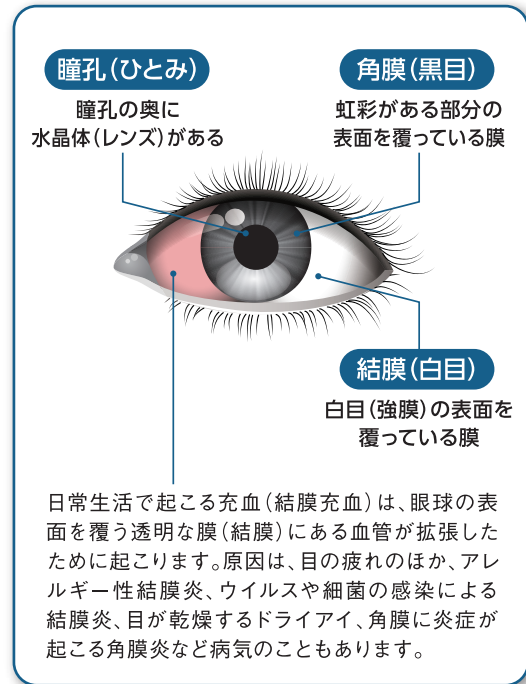 瞳孔（ひとみ）
瞳孔の奥に
水晶体（レンズ）がある
角膜（黒目）
虹彩がある部分の
表面を覆っている膜
結膜（白目）
白目（強膜）の表面を
覆っている膜
日常生活で起こる充血（結膜充血）は、眼球の表
面を覆う透明な膜（結膜）にある血管が拡張した
ために起こります。原因は、目の疲れのほか、アレ
ルギー性結膜炎、ウイルスや細菌の感染による
結膜炎、目が乾燥するドライアイ、角膜に炎症が
起こる角膜炎など病気のこともあります。